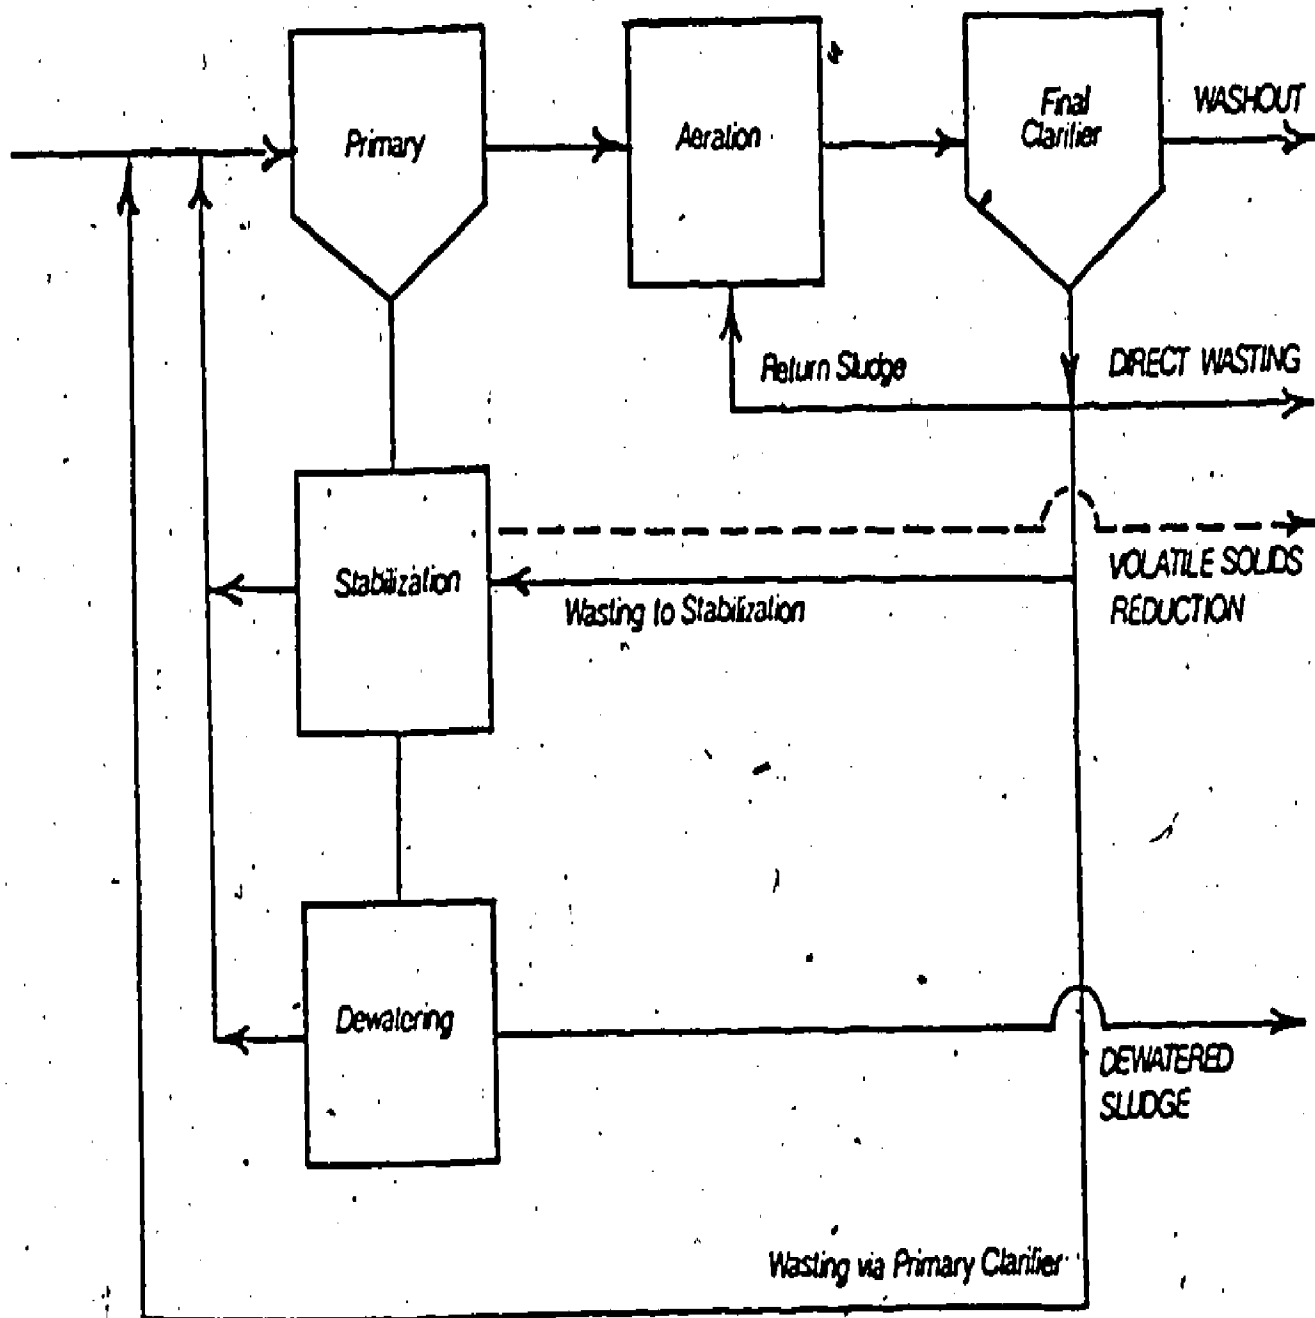 Primary
Aeration
Final
Clarifier
WASHOUT
Return Sludge
DIRECT WASTING
VOLATILE SOLIDS
REDUCTION
Stabilization
Wasting to Stabilization
Dewatering
DEWATERED
SLUDGE
Wasting via Primary Clarifier